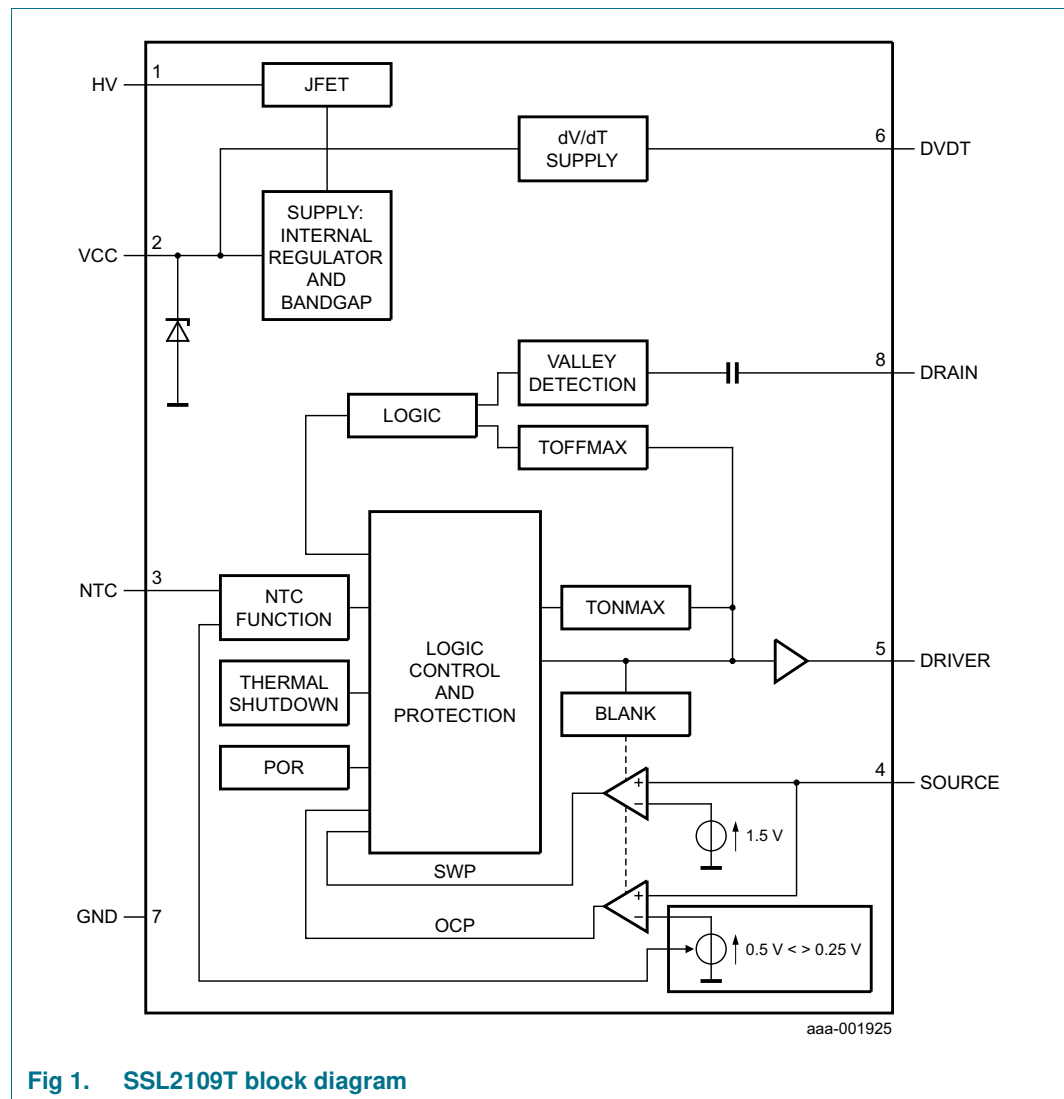 HV
1
JFET
dV/dT
SUPPLY
6
DVDT
SUPPLY:
INTERNAL
REGULATOR
AND
BANDGAP
VCC
2
VALLEY
DETECTION
8
DRAIN
LOGIC
TOFFMAX
NTC
3
NTC
FUNCTION
TONMAX
LOGIC
CONTROL
AND
PROTECTION
5
DRIVER
THERMAL
SHUTDOWN
BLANK
POR
4
SOURCE
+
−
1.5 V
SWP
+
−
GND
7
OCP
0.5 V < > 0.25 V
aaa-001925
Fig 1. SSL2109T block diagram